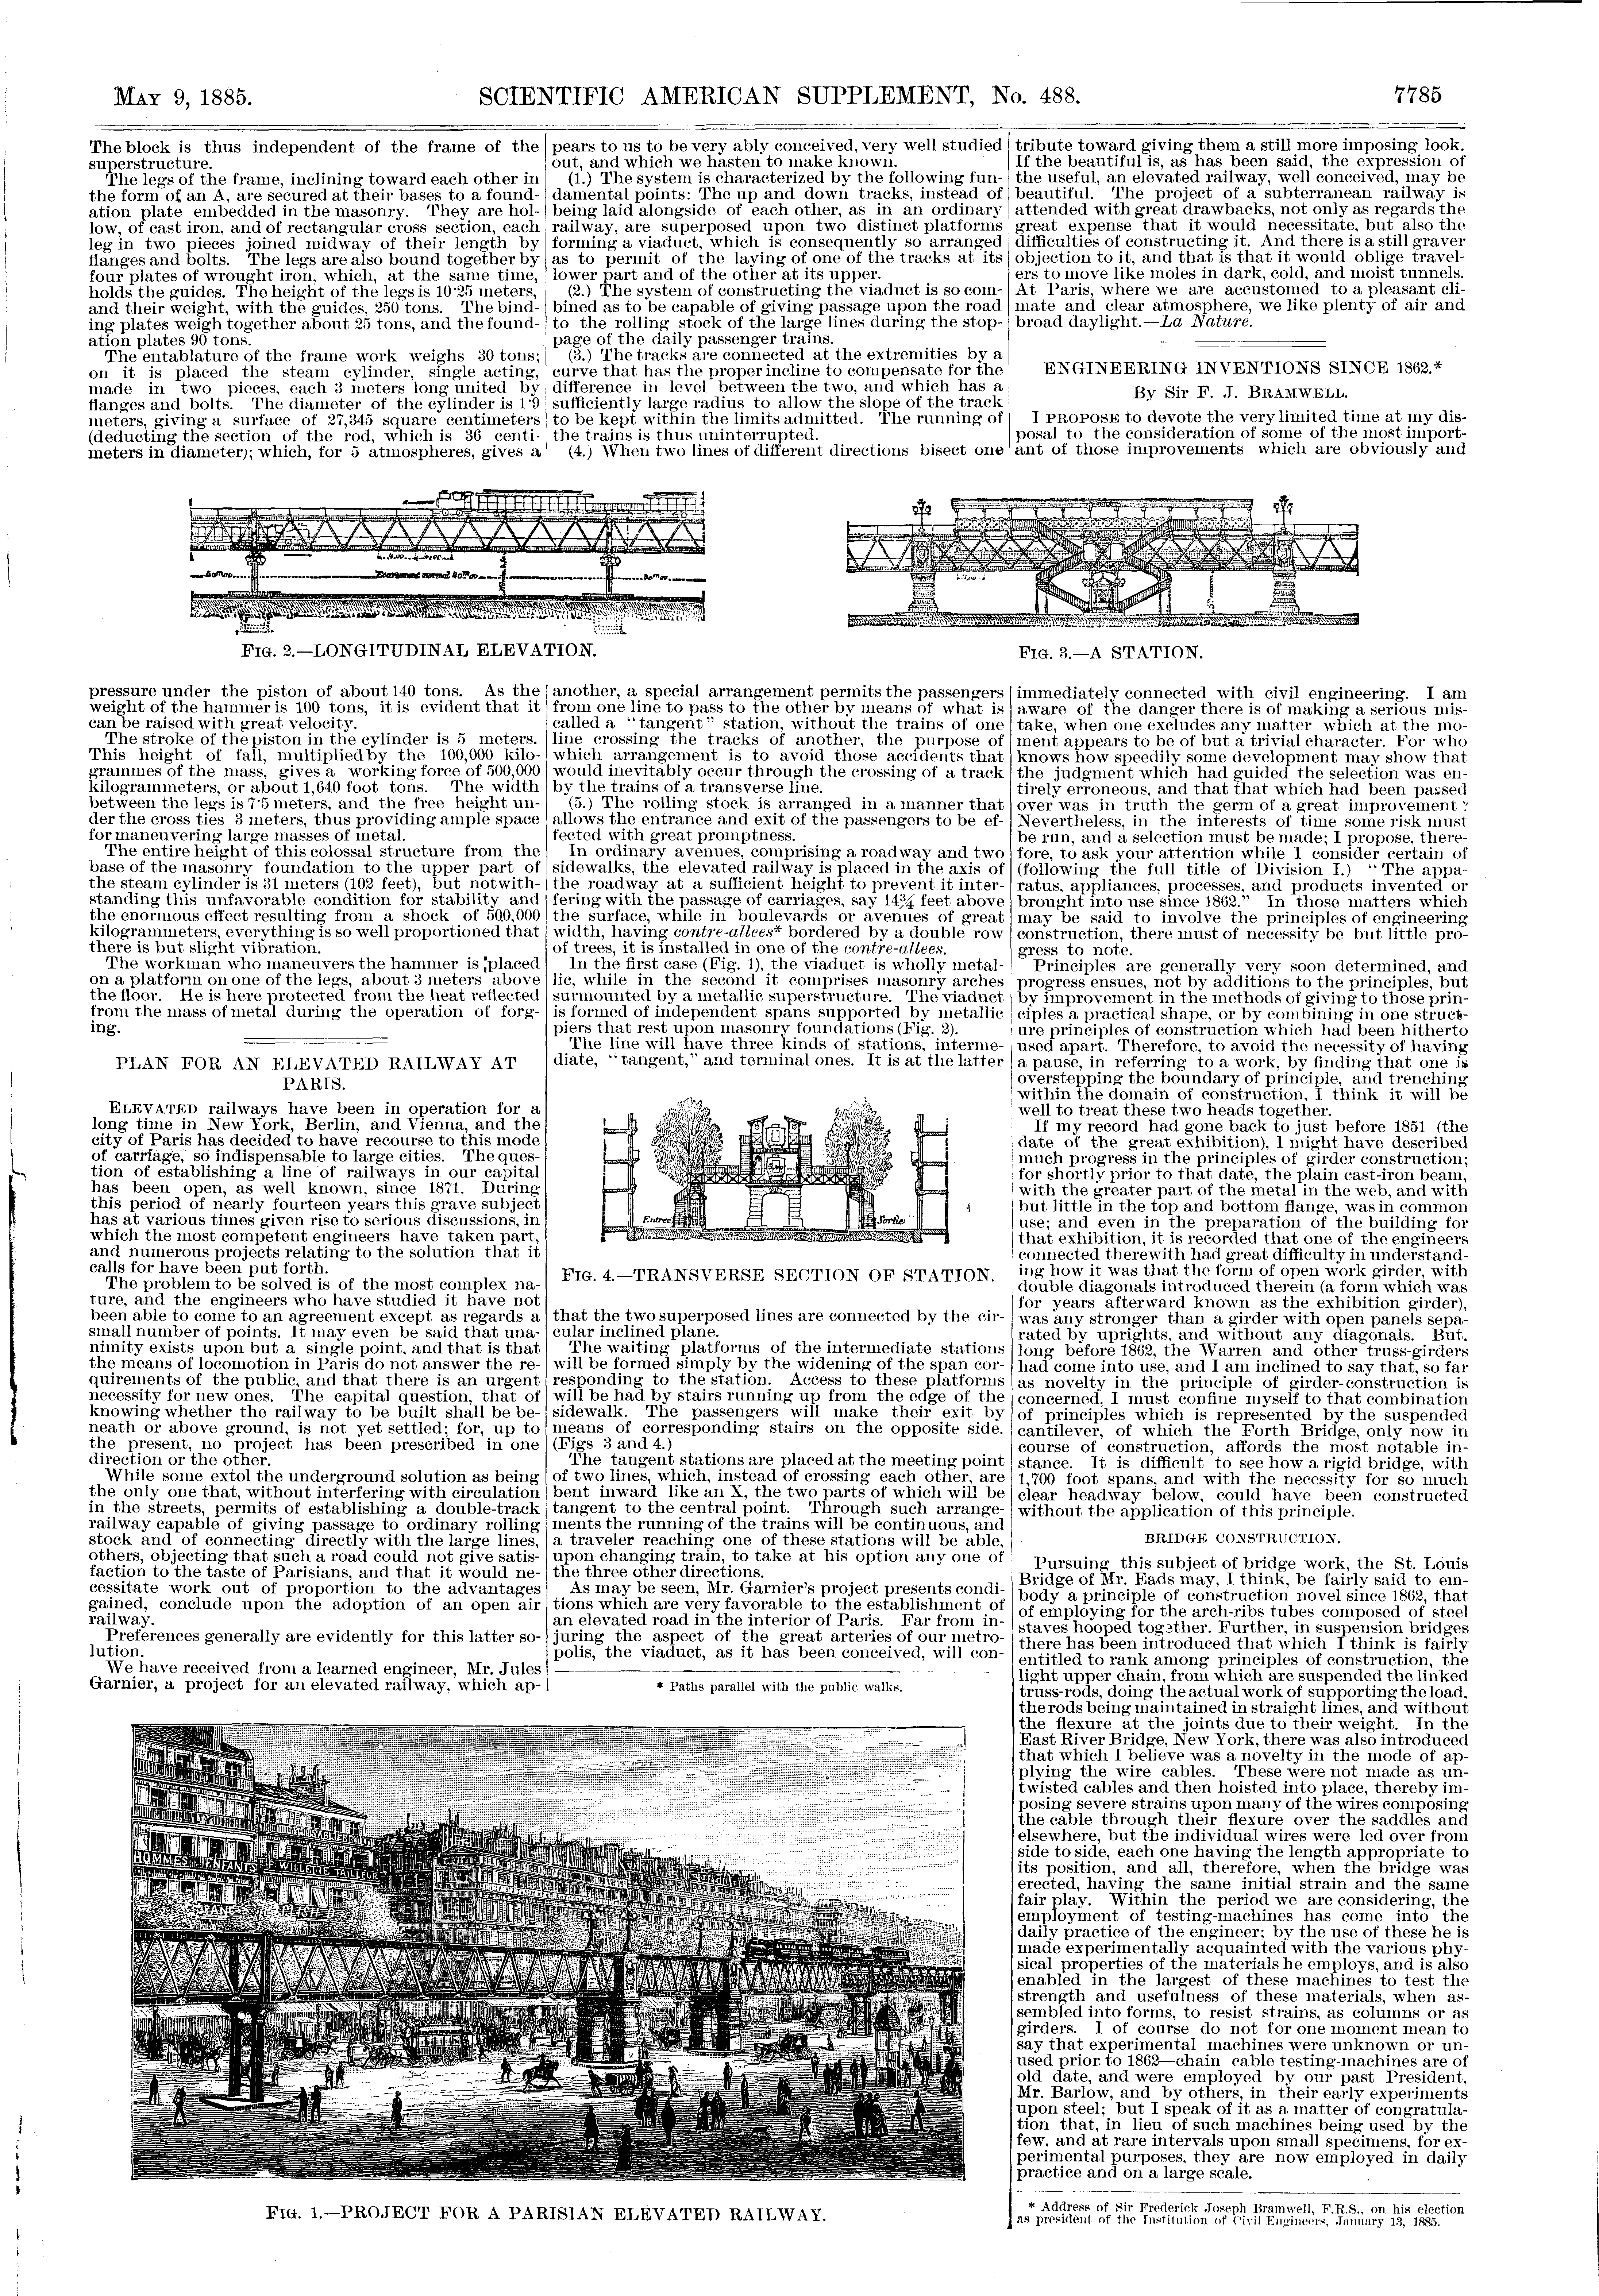 MAY 9, 1885.
SCIENTIFIC AMERICAN SUPPLEMENT, No. 488.
7785
The block is thus independent of the frame of the
superstructure.
The legs of the frame, inclining toward each other in
the form of an A, are secured at their bases to a found-
ation plate embedded in the masonry. They are hol-
low, of cast iron, and of rectangular cross section, each
leg in two pieces joined midway of their length by
flanges and bolts. The legs are also bound together by
four plates of wrought iron, which, at the same time,
holds the guides. The height of the legs is 10·25 meters,
and their weight, with the guides, 250 tons. The bind-
ing plates weigh together about 25 tons, and the found-
ation plates 90 tons.
The entablature of the frame work weighs 30 tons;
on it is placed the steam cylinder, single acting,
made in two pieces, each 3 meters long united by
flanges and bolts. The diameter of the cylinder is 1·9
meters, giving a surface of 27,345 square centimeters
(deducting the section of the rod, which is 36 centi-
meters in diameter); which, for 5 atmospheres, gives a
FIG. 2.—LONGITUDINAL ELEVATION.
pressure under the piston of about 140 tons. As the
weight of the hammer is 100 tons, it is evident that it
can be raised with great velocity.
The stroke of the piston in the cylinder is 5 meters.
This height of fall, multiplied by the 100,000 kilo-
grammes of the mass, gives a working force of 500,000
kilogrammeters, or about 1,640 foot tons. The width
between the legs is 7·5 meters, and the free height un-
der the cross ties 3 meters, thus providing ample space
for maneuvering large masses of metal.
The entire height of this colossal structure from the
base of the masonry foundation to the upper part of
the steam cylinder is 31 meters (102 feet), but notwith-
standing this unfavorable condition for stability and
the enormous effect resulting from a shock of 500,000
kilogrammeters, everything is so well proportioned that
there is but slight vibration.
The workman who maneuvers the hammer is placed
on a platform on one of the legs, about 3 meters above
the floor. He is here protected from the heat reflected
from the mass of metal during the operation of forg-
ing.
PLAN FOR AN ELEVATED RAILWAY AT
PARIS.
ELEVATED railways have been in operation for a
long time in New York, Berlin, and Vienna, and the
city of Paris has decided to have recourse to this mode
of carriage, so indispensable to large cities. The ques-
tion of establishing a line of railways in our capital
has been open, as well known, since 1871. During
this period of nearly fourteen years this grave subject
has at various times given rise to serious discussions, in
which the most competent engineers have taken part,
and numerous projects relating to the solution that it
calls for have been put forth.
The problem to be solved is of the most complex na-
ture, and the engineers who have studied it have not
been able to come to an agreement except as regards a
small number of points. It may even be said that una-
nimity exists upon but a single point, and that is that
the means of locomotion in Paris do not answer the re-
quirements of the public, and that there is an urgent
necessity for new ones. The capital question, that of
knowing whether the railway to be built shall be be-
neath or above ground, is not yet settled; for, up to
the present, no project has been prescribed in one
direction or the other.
While some extol the underground solution as being
the only one that, without interfering with circulation
in the streets, permits of establishing a double-track
railway capable of giving passage to ordinary rolling
stock and of connecting directly with the large lines,
others, objecting that such a road could not give satis-
faction to the taste of Parisians, and that it would ne-
cessitate work out of proportion to the advantages
gained, conclude upon the adoption of an open air
railway.
Preferences generally are evidently for this latter so-
lution.
We have received from a learned engineer, Mr. Jules
Garnier, a project for an elevated railway, which ap-
pears to us to be very ably conceived, very well studied
out, and which we hasten to make known.
(1.) The system is characterized by the following fun-
damental points: The up and down tracks, instead of
being laid alongside of each other, as in an ordinary
railway, are superposed upon two distinct platforms
forming a viaduct, which is consequently so arranged
as to permit of the laying of one of the tracks at its
lower part and of the other at its upper.
(2.) The system of constructing the viaduct is so com-
bined as to be capable of giving passage upon the road
to the rolling stock of the large lines during the stop-
page of the daily passenger trains.
(3.) The tracks are connected at the extremities by a
curve that has the proper incline to compensate for the
difference in level between the two, and which has a
sufficiently large radius to allow the slope of the track
to be kept within the limits admitted. The running of
the trains is thus uninterrupted.
(4.) When two lines of different directions bisect one
another, a special arrangement permits the passengers
from one line to pass to the other by means of what is
called a "tangent" station, without the trains of one
line crossing the tracks of another, the purpose of
which arrangement is to avoid those accidents that
would inevitably occur through the crossing of a track
by the trains of a transverse line.
(5.) The rolling stock is arranged in a manner that
allows the entrance and exit of the passengers to be ef-
fected with great promptness.
In ordinary avenues, comprising a roadway and two
sidewalks, the elevated railway is placed in the axis of
the roadway at a sufficient height to prevent it inter-
fering with the passage of carriages, say 14¾ feet above
the surface, while in boulevards or avenues of great
width, having contre-allees* bordered by a double row
of trees, it is installed in one of the contre-allees.
In the first case (Fig. 1), the viaduct is wholly metal-
lic, while in the second it comprises masonry arches
surmounted by a metallic superstructure. The viaduct
is formed of independent spans supported by metallic
piers that rest upon masonry foundations (Fig. 2).
The line will have three kinds of stations, interme-
diate, "tangent," and terminal ones. It is at the latter
Entree
Sortie
FIG. 4.—TRANSVERSE SECTION OF STATION.
that the two superposed lines are connected by the cir-
cular inclined plane.
The waiting platforms of the intermediate stations
will be formed simply by the widening of the span cor-
responding to the station. Access to these platforms
will be had by stairs running up from the edge of the
sidewalk. The passengers will make their exit by
means of corresponding stairs on the opposite side.
(Figs 3 and 4.)
The tangent stations are placed at the meeting point
of two lines, which, instead of crossing each other, are
bent inward like an X, the two parts of which will be
tangent to the central point. Through such arrange-
ments the running of the trains will be continuous, and
a traveler reaching one of these stations will be able,
upon changing train, to take at his option any one of
the three other directions.
As may be seen, Mr. Garnier's project presents condi-
tions which are very favorable to the establishment of
an elevated road in the interior of Paris. Far from in-
juring the aspect of the great arteries of our metro-
polis, the viaduct, as it has been conceived, will con-
* Paths parallel with the public walks.
HOMMES ENFANTS
WILLETTE TAILLEUR
FIG. 1.—PROJECT FOR A PARISIAN ELEVATED RAILWAY.
tribute toward giving them a still more imposing look.
If the beautiful is, as has been said, the expression of
the useful, an elevated railway, well conceived, may be
beautiful. The project of a subterranean railway is
attended with great drawbacks, not only as regards the
great expense that it would necessitate, but also the
difficulties of constructing it. And there is a still graver
objection to it, and that is that it would oblige travel-
ers to move like moles in dark, cold, and moist tunnels.
At Paris, where we are accustomed to a pleasant cli-
mate and clear atmosphere, we like plenty of air and
broad daylight.—La Nature.
ENGINEERING INVENTIONS SINCE 1862.*
By Sir F. J. BRAMWELL.
I PROPOSE to devote the very limited time at my dis-
posal to the consideration of some of the most import-
ant of those improvements which are obviously and
FIG. 3.—A STATION.
immediately connected with civil engineering. I am
aware of the danger there is of making a serious mis-
take, when one excludes any matter which at the mo-
ment appears to be of but a trivial character. For who
knows how speedily some development may show that
the judgment which had guided the selection was en-
tirely erroneous, and that that which had been passed
over was in truth the germ of a great improvement?
Nevertheless, in the interests of time some risk must
be run, and a selection must be made; I propose, there-
fore, to ask your attention while I consider certain of
(following the full title of Division I.) "The appa-
ratus, appliances, processes, and products invented or
brought into use since 1862." In those matters which
may be said to involve the principles of engineering
construction, there must of necessity be but little pro-
gress to note.
Principles are generally very soon determined, and
progress ensues, not by additions to the principles, but
by improvement in the methods of giving to those prin-
ciples a practical shape, or by combining in one struct-
ure principles of construction which had been hitherto
used apart. Therefore, to avoid the necessity of having
a pause, in referring to a work, by finding that one is
overstepping the boundary of principle, and trenching
within the domain of construction, I think it will be
well to treat these two heads together.
If my record had gone back to just before 1851 (the
date of the great exhibition), I might have described
much progress in the principles of girder construction;
for shortly prior to that date, the plain cast-iron beam,
with the greater part of the metal in the web, and with
but little in the top and bottom flange, was in common
use; and even in the preparation of the building for
that exhibition, it is recorded that one of the engineers
connected therewith had great difficulty in understand-
ing how it was that the form of open work girder, with
double diagonals introduced therein (a form which was
for years afterward known as the exhibition girder),
was any stronger than a girder with open panels sepa-
rated by uprights, and without any diagonals. But.
long before 1862, the Warren and other truss-girders
had come into use, and I am inclined to say that, so far
as novelty in the principle of girder-construction is
concerned, I must confine myself to that combination
of principles which is represented by the suspended
cantilever, of which the Forth Bridge, only now in
course of construction, affords the most notable in-
stance. It is difficult to see how a rigid bridge, with
1,700 foot spans, and with the necessity for so much
clear headway below, could have been constructed
without the application of this principle.
BRIDGE CONSTRUCTION.
Pursuing this subject of bridge work, the St. Louis
Bridge of Mr. Eads may, I think, be fairly said to em-
body a principle of construction novel since 1862, that
of employing for the arch-ribs tubes composed of steel
staves hooped together. Further, in suspension bridges
there has been introduced that which I think is fairly
entitled to rank among principles of construction, the
light upper chain, from which are suspended the linked
truss-rods, doing the actual work of supporting the load,
the rods being maintained in straight lines, and without
the flexure at the joints due to their weight. In the
East River Bridge, New York, there was also introduced
that which I believe was a novelty in the mode of ap-
plying the wire cables. These were not made as un-
twisted cables and then hoisted into place, thereby im-
posing severe strains upon many of the wires composing
the cable through their flexure over the saddles and
elsewhere, but the individual wires were led over from
side to side, each one having the length appropriate to
its position, and all, therefore, when the bridge was
erected, having the same initial strain and the same
fair play. Within the period we are considering, the
employment of testing-machines has come into the
daily practice of the engineer; by the use of these he is
made experimentally acquainted with the various phy-
sical properties of the materials he employs, and is also
enabled in the largest of these machines to test the
strength and usefulness of these materials, when as-
sembled into forms, to resist strains, as columns or as
girders. I of course do not for one moment mean to
say that experimental machines were unknown or un-
used prior to 1862—chain cable testing-machines are of
old date, and were employed by our past President,
Mr. Barlow, and by others, in their early experiments
upon steel; but I speak of it as a matter of congratula-
tion that, in lieu of such machines being used by the
few, and at rare intervals upon small specimens, for ex-
perimental purposes, they are now employed in daily
practice and on a large scale.
* Address of Sir Frederick Joseph Bramwell, F.R.S., on his election
as president of the Institution of Civil Engineers, January 13, 1885.